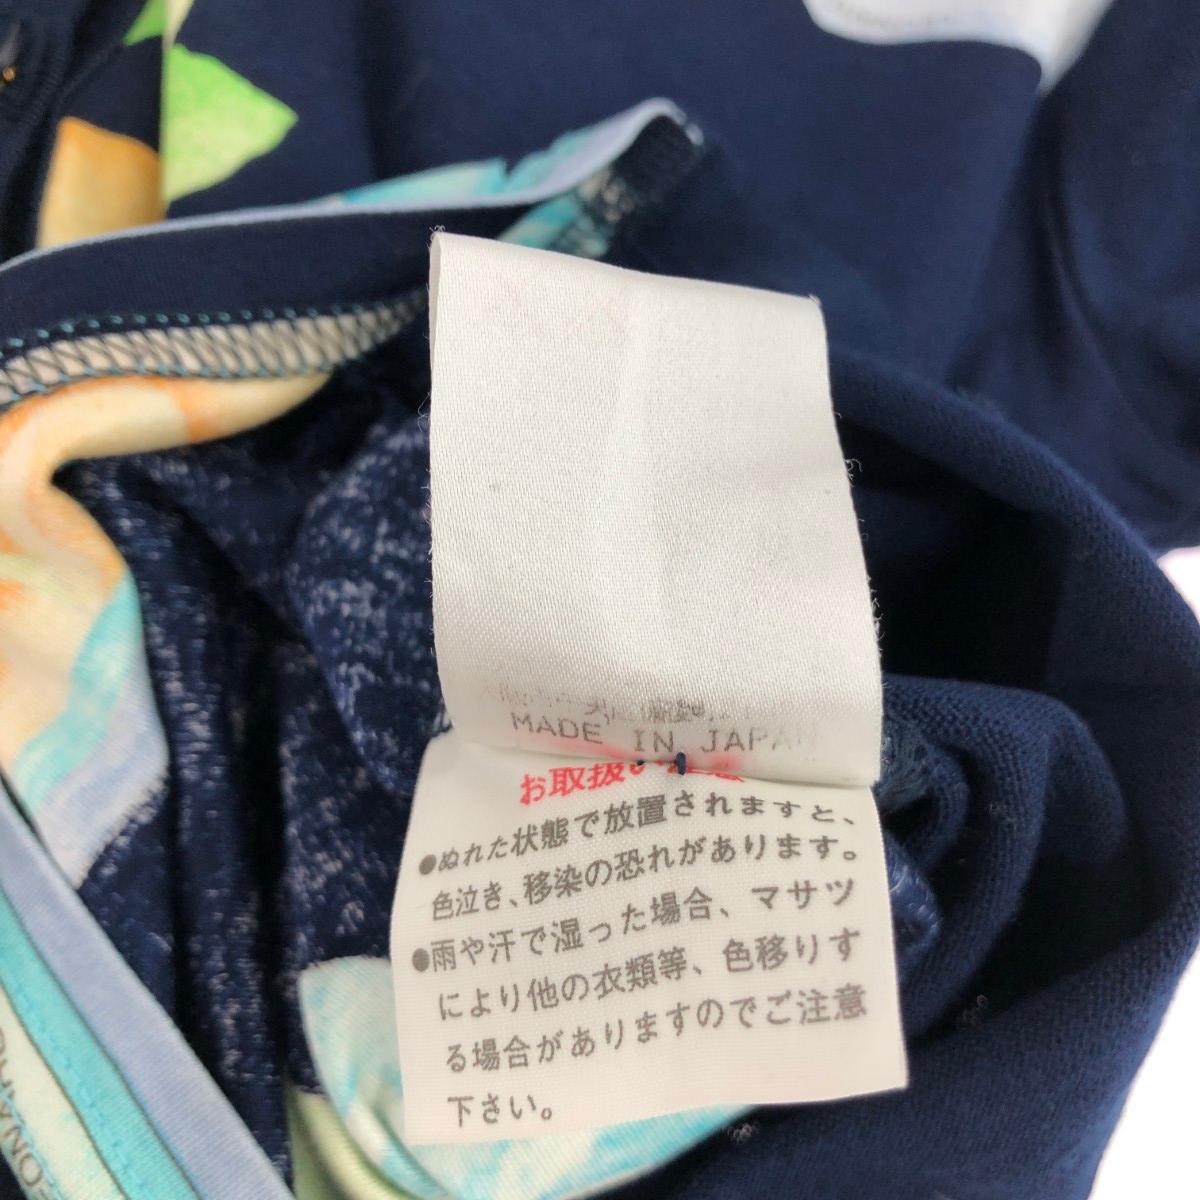 MADE IN JAPAN
お取扱い注意
●ぬれた状態で放置されますと、
色泣き、移染の恐れがあります。
●雨や汗で湿った場合、マサツ
により他の衣類等、色移りす
る場合がありますのでご注意
下さい。